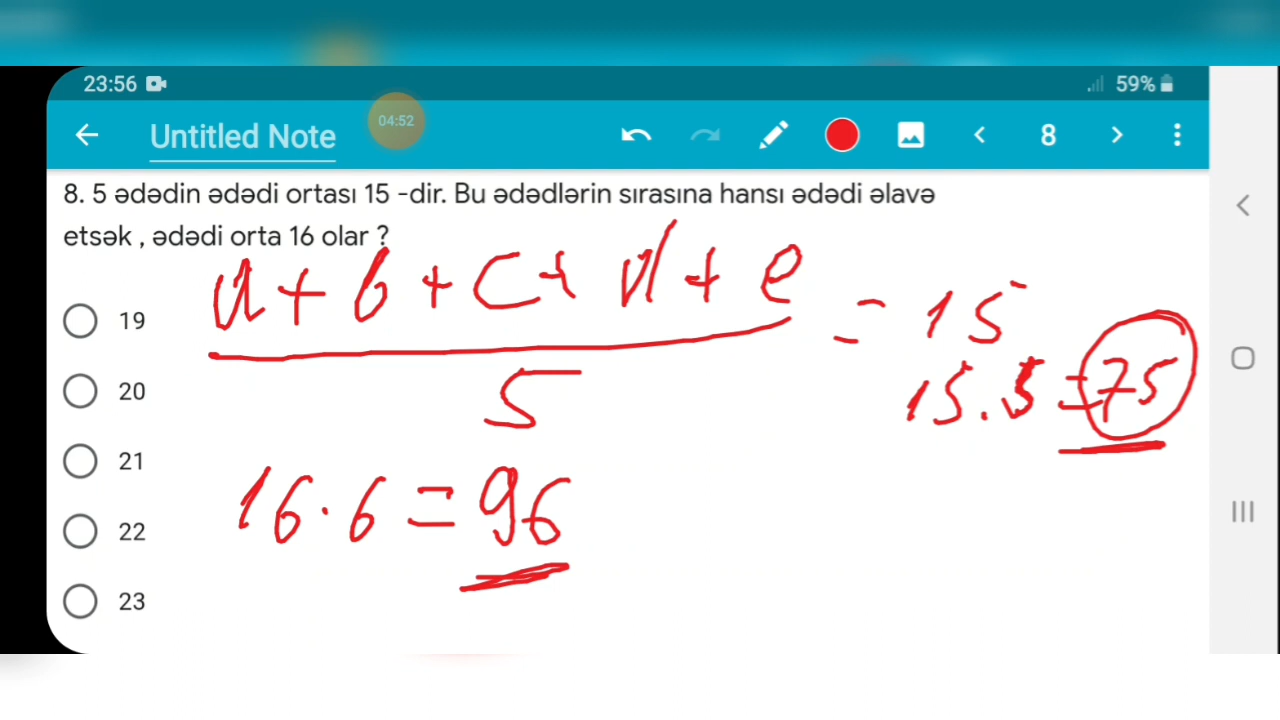 23:56
59%
Untitled Note
04:52
8
8. 5 ədədin ədədi ortası 15 -dir. Bu ədədlərin sırasına hansı ədədi əlavə
etsək , ədədi orta 16 olar ?
a + b + c + d + e
= 15
5
15 . 5 = 75
16 . 6 = 96
19
20
21
22
23